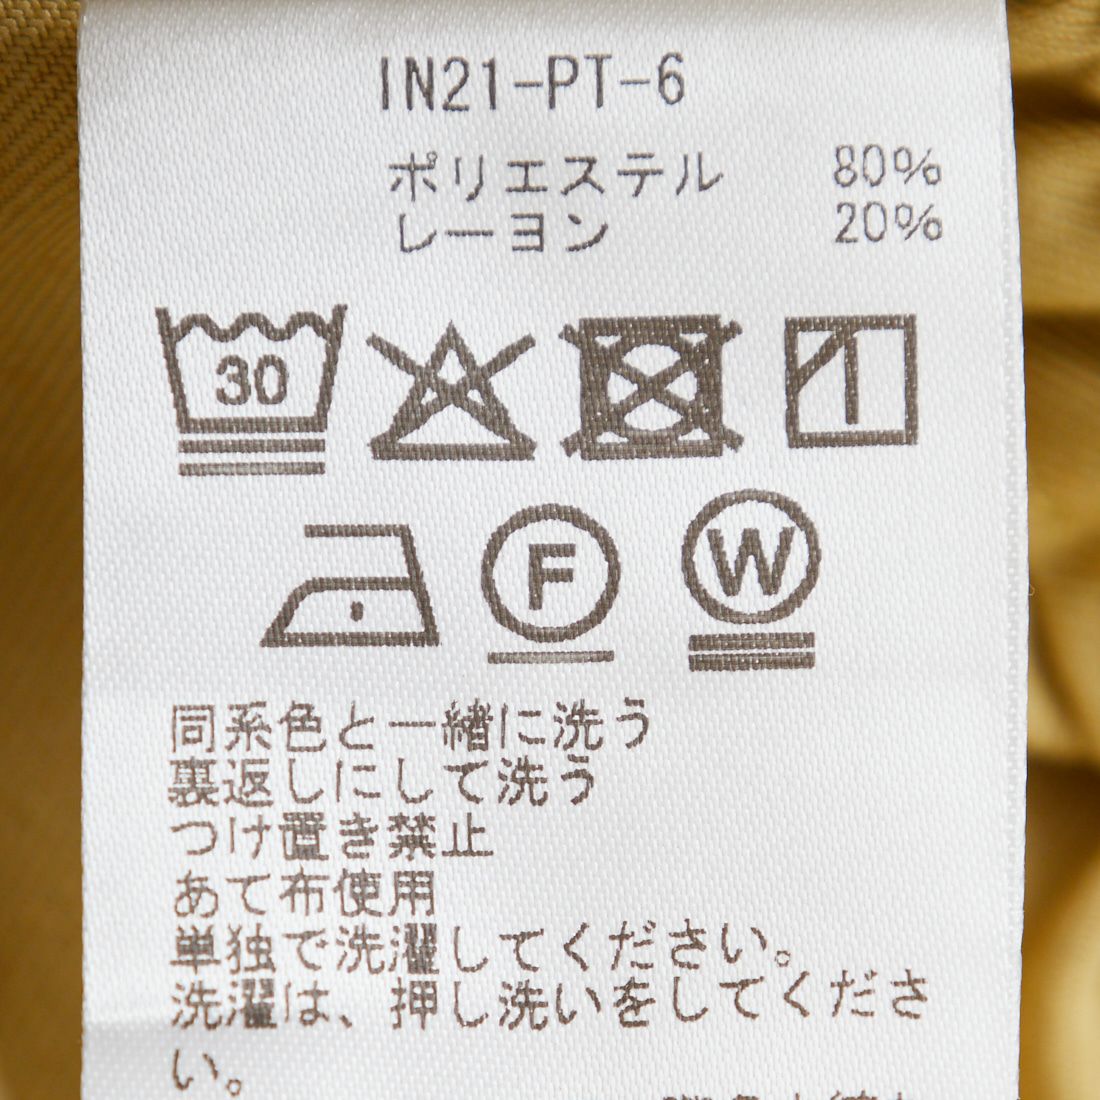 IN21-PT-6
ポリエステル 80%
レーヨン 20%
30
F W
同系色と一緒に洗う
裏返しにして洗う
つけ置き禁止
あて布使用
単独で洗濯してください。
洗濯は、押し洗いをしてくださ
い。